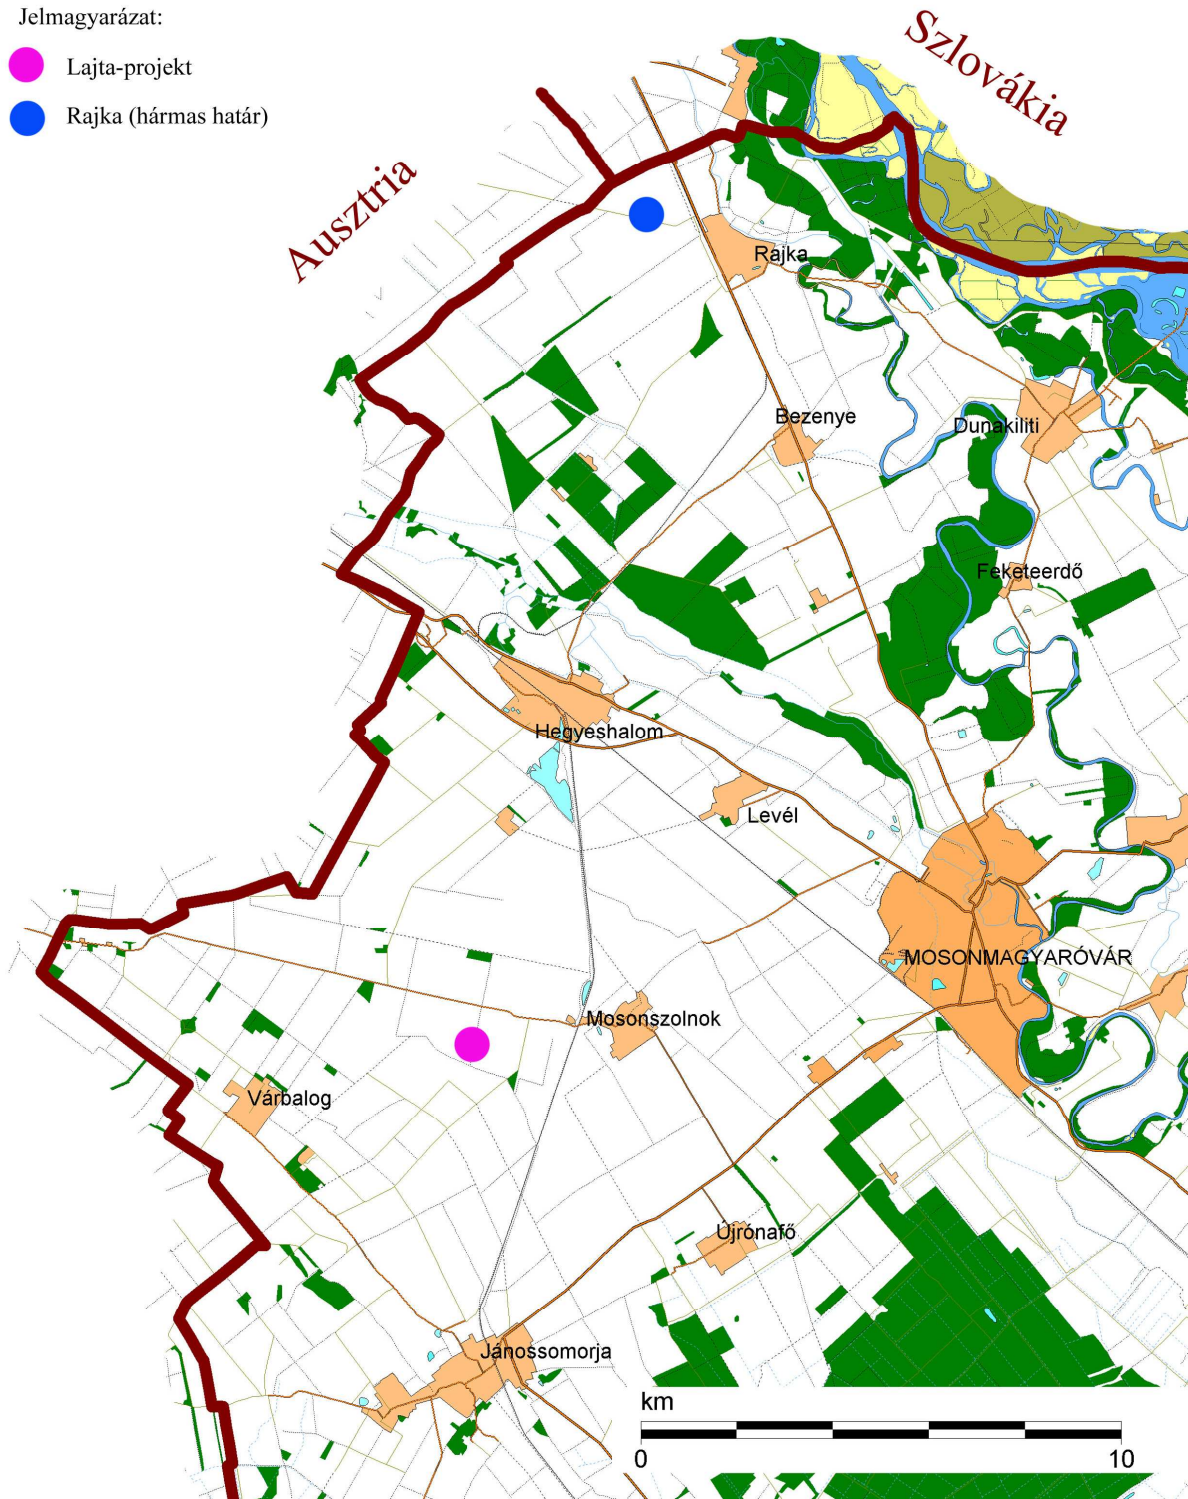 Jelmagyarázat:
Lajta-projekt
Rajka (hármas határ)
Szlovákia
Ausztria
Rajka
Bezenye
Dunakiliti
Feketeerdő
Hegyeshalom
Levél
MOSONMAGYARÓVÁR
Mosonszolnok
Várbalog
Újrónafő
Jánossomorja
km
0 10